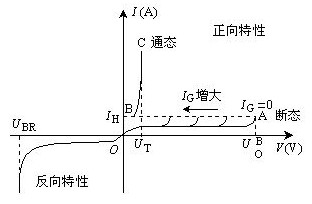 I(A)
C 通态
正向特性
I_G增大
I_G=0
U_BR
I_H
B
A 断态
O
U_T
U_BO
V(V)
反向特性